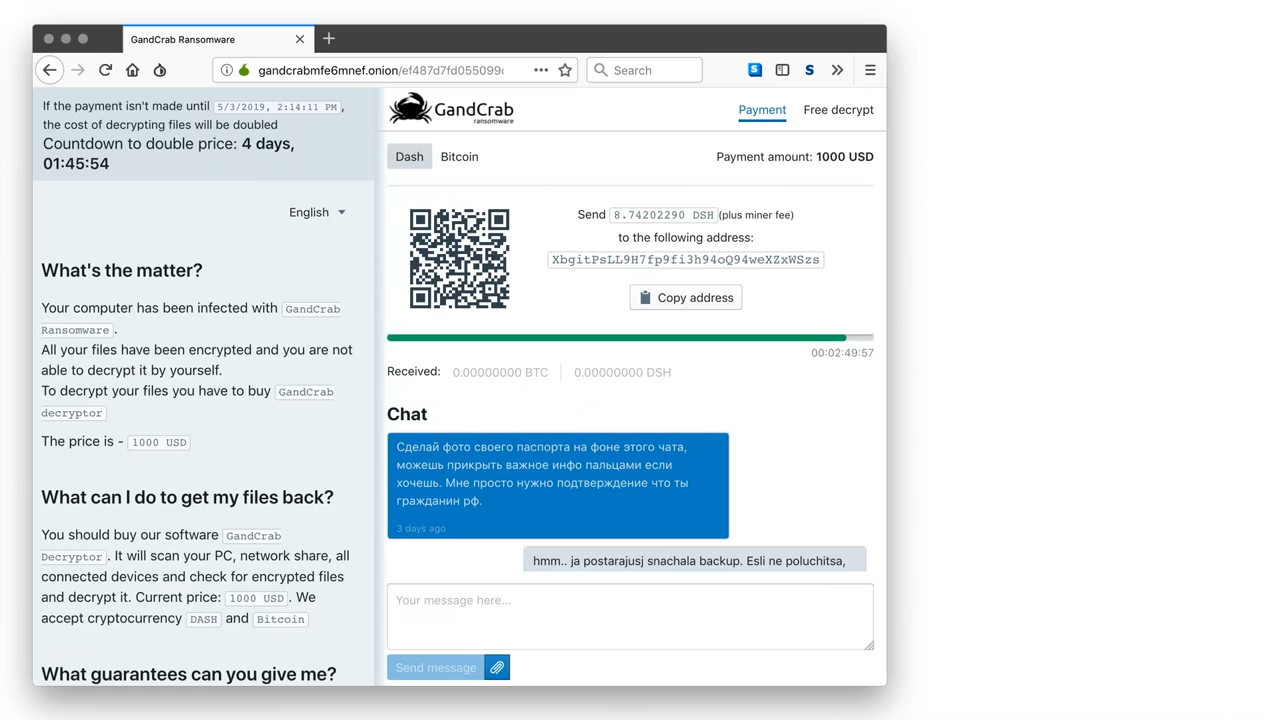 GandCrab Ransomware
gandcrabmfe6mnef.onion/ef487d7fd055099c
Search
If the payment isn't made until 5/3/2019, 2:14:11 PM,
the cost of decrypting files will be doubled
Countdown to double price: 4 days,
01:45:54
English
What's the matter?
Your computer has been infected with GandCrab
Ransomware.
All your files have been encrypted and you are not
able to decrypt it by yourself.
To decrypt your files you have to buy GandCrab
decryptor
The price is - 1000 USD
What can I do to get my files back?
You should buy our software GandCrab
Decryptor. It will scan your PC, network share, all
connected devices and check for encrypted files
and decrypt it. Current price: 1000 USD. We
accept cryptocurrency DASH and Bitcoin
What guarantees can you give me?
GandCrab
ransomware
Payment Free decrypt
Dash Bitcoin Payment amount: 1000 USD
Send 8.74202290 DSH (plus miner fee)
to the following address:
XbgitPsLL9H7fp9fi3h94oQ94weXZxWSzs
Copy address
00:02:49:57
Received: 0.00000000 BTC 0.00000000 DSH
Chat
Сделай фото своего паспорта на фоне этого чата,
можешь прикрыть важное инфо пальцами если
хочешь. Мне просто нужно подтверждение что ты
гражданин рф.
3 days ago
hmm.. ja postarajusj snachala backup. Esli ne poluchitsa,
Your message here...
Send message